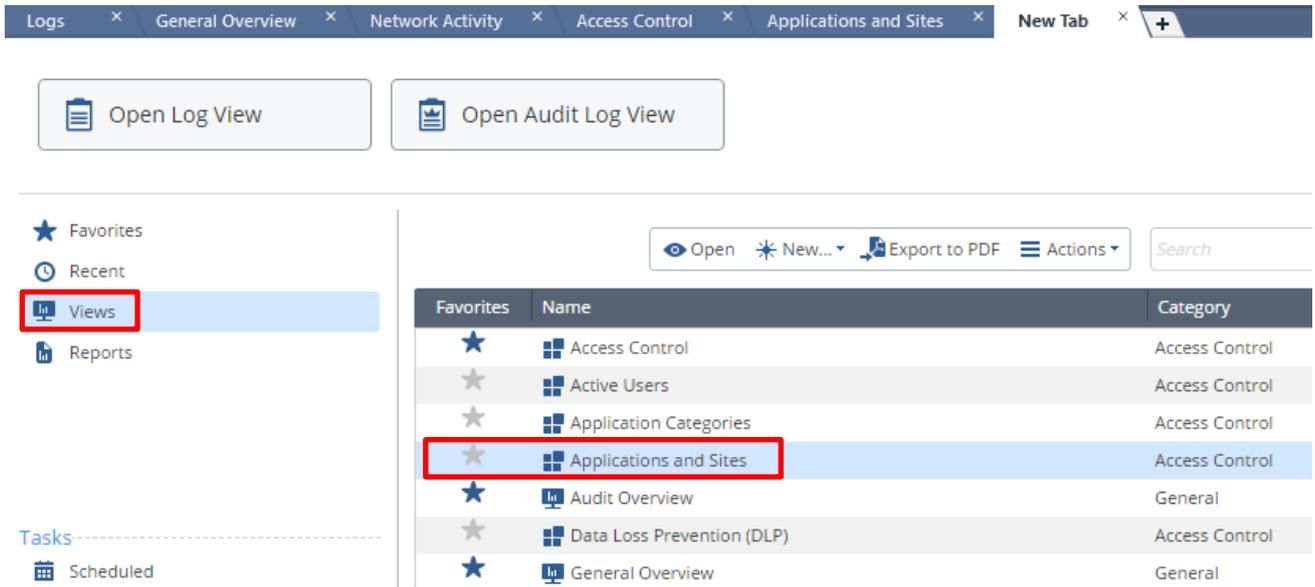 Logs × General Overview × Network Activity × Access Control × Applications and Sites × New Tab × +
Open Log View Open Audit Log View
Favorites
Recent
Views
Reports
Open New... Export to PDF Actions Search
Favorites Name Category
Access Control Access Control
Active Users Access Control
Application Categories Access Control
Applications and Sites Access Control
Audit Overview General
Data Loss Prevention (DLP) Access Control
General Overview General
Tasks
Scheduled